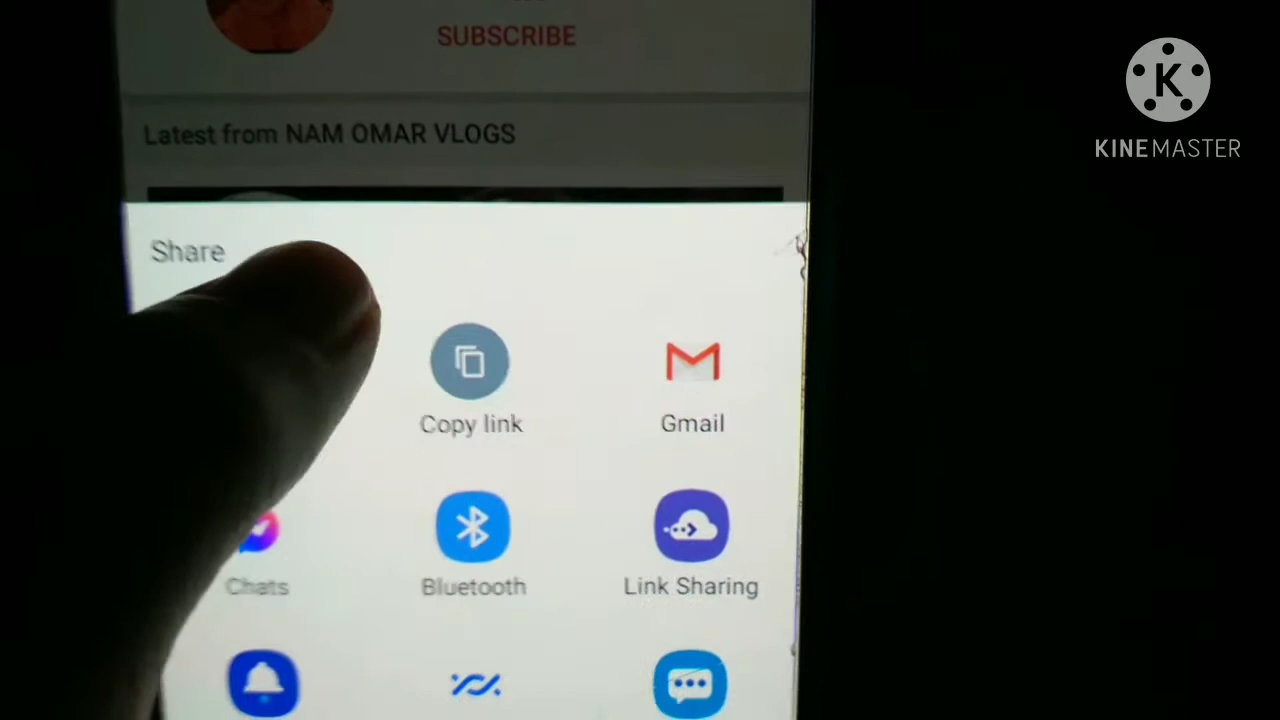 SUBSCRIBE
Latest from NAM OMAR VLOGS
K
KINEMASTER
Share
Copy link
Gmail
Chats
Bluetooth
Link Sharing